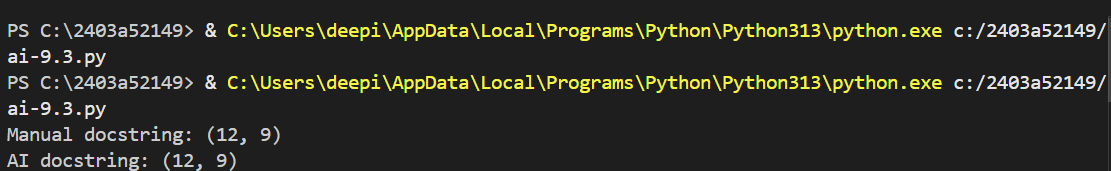 PS C:\2403a52149> & C:\Users\deepi\AppData\Local\Programs\Python\Python313\python.exe c:/2403a52149/
ai-9.3.py
PS C:\2403a52149> & C:\Users\deepi\AppData\Local\Programs\Python\Python313\python.exe c:/2403a52149/
ai-9.3.py
Manual docstring: (12, 9)
AI docstring: (12, 9)